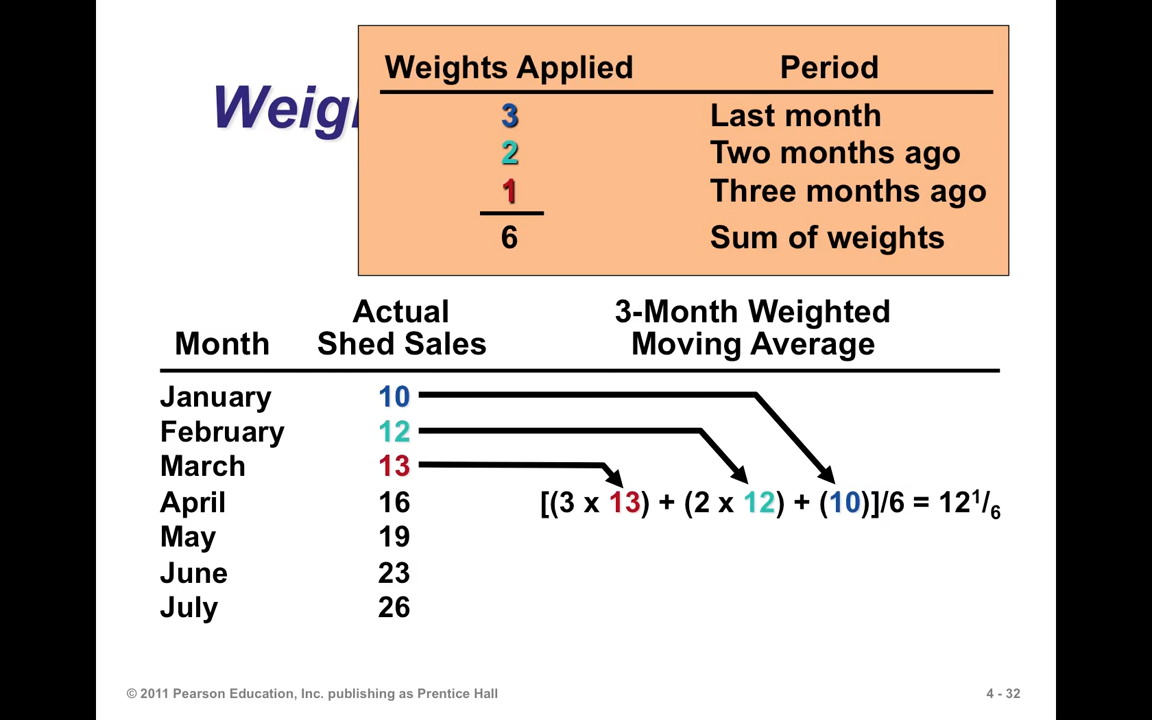 Weights Applied Period
Weig
3 Last month
2 Two months ago
1 Three months ago
6 Sum of weights
Actual 3-Month Weighted
Month Shed Sales Moving Average
January 10
February 12
March 13
April 16 [(3 x 13) + (2 x 12) + (10)]/6 = 12¹/₆
May 19
June 23
July 26
© 2011 Pearson Education, Inc. publishing as Prentice Hall 4 - 32